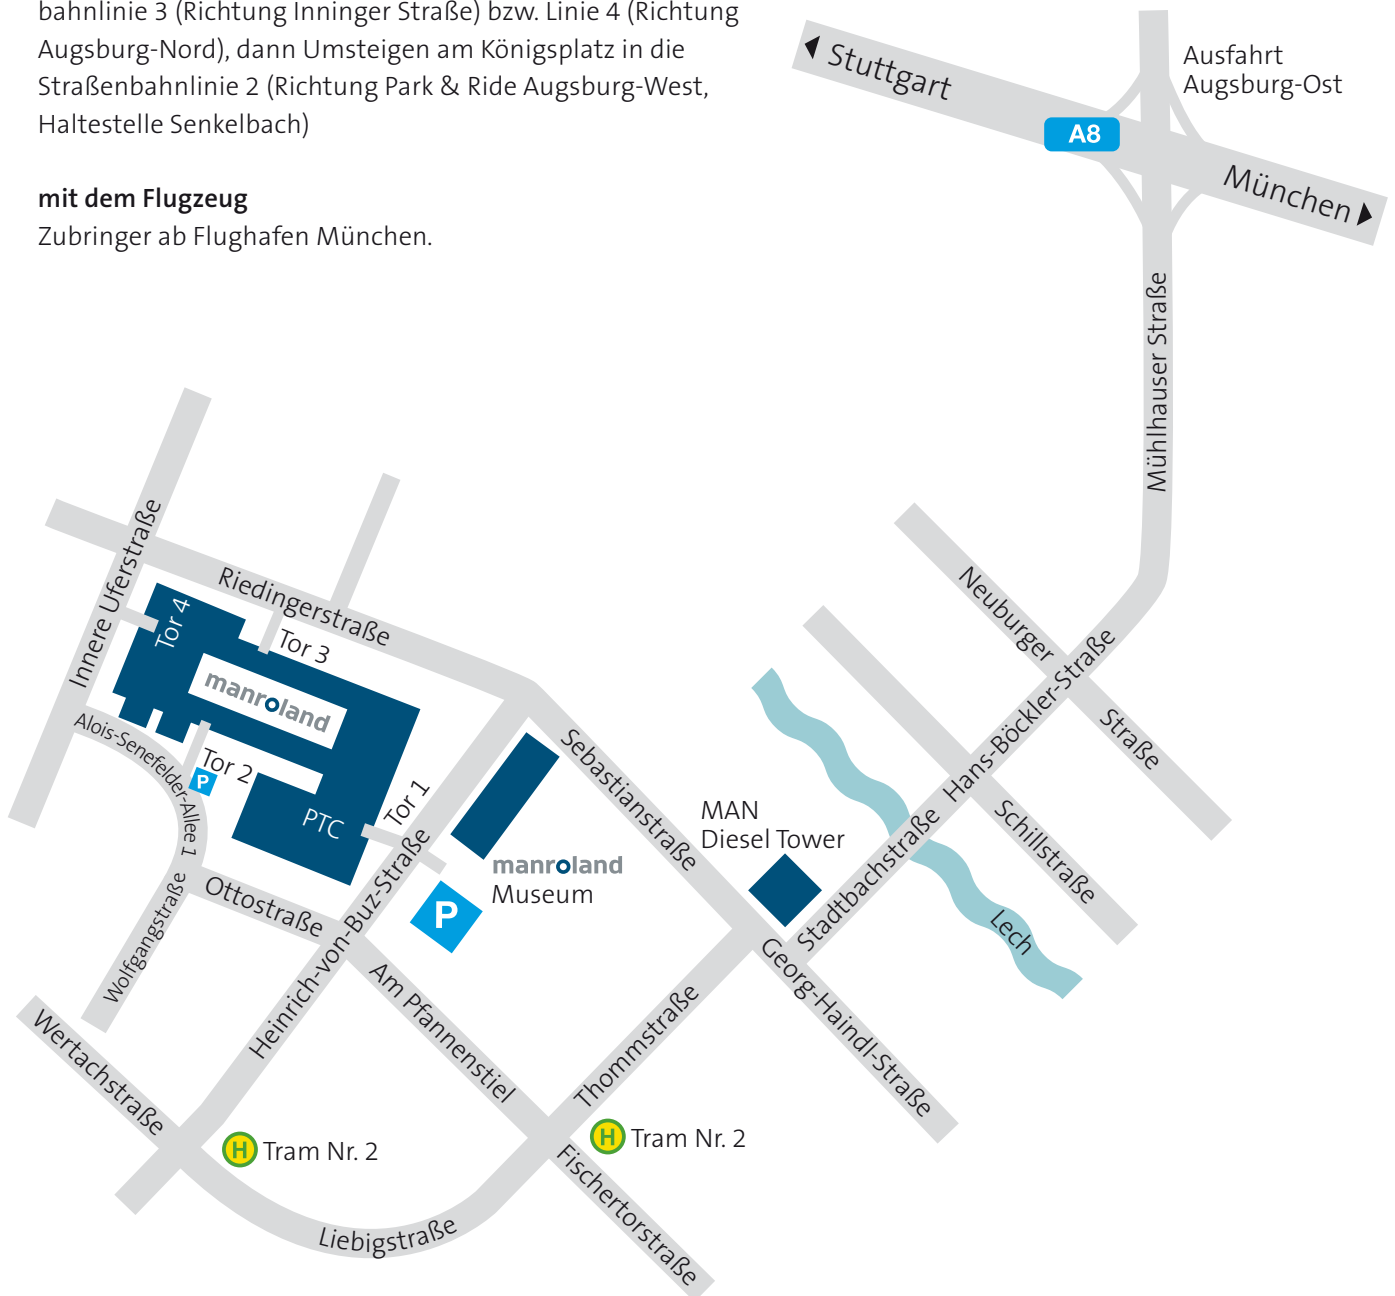 bahnlinie 3 (Richtung Inninger Straße) bzw. Linie 4 (Richtung
Augsburg-Nord), dann Umsteigen am Königsplatz in die
Straßenbahnlinie 2 (Richtung Park & Ride Augsburg-West,
Haltestelle Senkelbach)
mit dem Flugzeug
Zubringer ab Flughafen München.
Stuttgart
Ausfahrt
Augsburg-Ost
A8
München
Mühlhauser Straße
Innere Uferstraße
Riedingerstraße
Neuburger
Straße
Tor 4
Tor 3
manroland
Alois-Senefelder-Allee 1
Tor 2
P
PTC
Tor 1
Sebastianstraße
Hans-Böckler-Straße
Schillstraße
MAN
Diesel Tower
Stadtbachstraße
manroland
Museum
P
Lech
Ottostraße
Wolfgangstraße
Heinrich-von-Buz-Straße
Am Pfannenstiel
Georg-Haindl-Straße
Thommstraße
Wertachstraße
H Tram Nr. 2
H Tram Nr. 2
Fischertorstraße
Liebigstraße